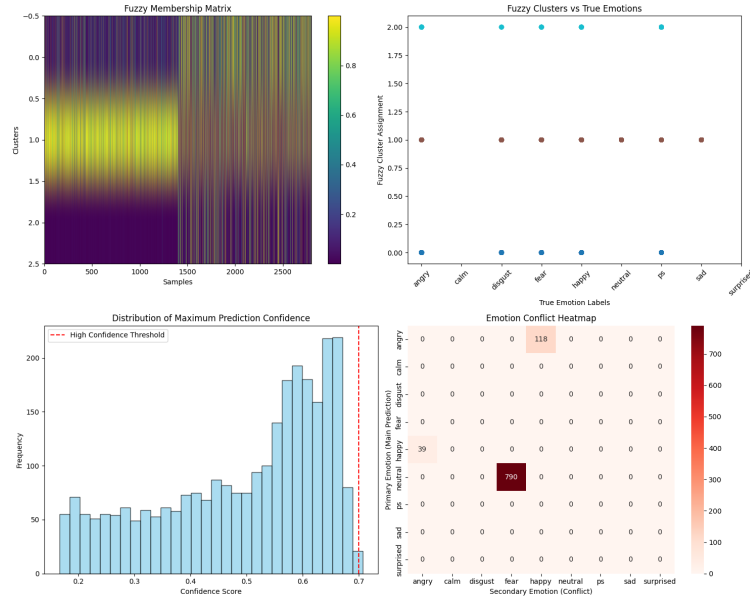 Fuzzy Membership Matrix
−0.5
0.0
0.5
1.0
1.5
2.0
2.5
Clusters
0 500 1000 1500 2000 2500
Samples
0.8
0.6
0.4
0.2
Fuzzy Clusters vs True Emotions
2.00
1.75
1.50
1.25
1.00
0.75
0.50
0.25
0.00
Fuzzy Cluster Assignment
angry calm disgust fear happy neutral ps sad surprised
True Emotion Labels
Distribution of Maximum Prediction Confidence
High Confidence Threshold
200
150
100
50
0
Frequency
0.2 0.3 0.4 0.5 0.6 0.7
Confidence Score
Emotion Conflict Heatmap
Primary Emotion (Main Prediction)
angry 0 0 0 0 118 0 0 0 0
calm 0 0 0 0 0 0 0 0 0
disgust 0 0 0 0 0 0 0 0 0
fear 0 0 0 0 0 0 0 0 0
happy 39 0 0 0 0 0 0 0 0
neutral 0 0 0 790 0 0 0 0 0
ps 0 0 0 0 0 0 0 0 0
sad 0 0 0 0 0 0 0 0 0
surprised 0 0 0 0 0 0 0 0 0
angry calm disgust fear happy neutral ps sad surprised
Secondary Emotion (Conflict)
700
600
500
400
300
200
100
0